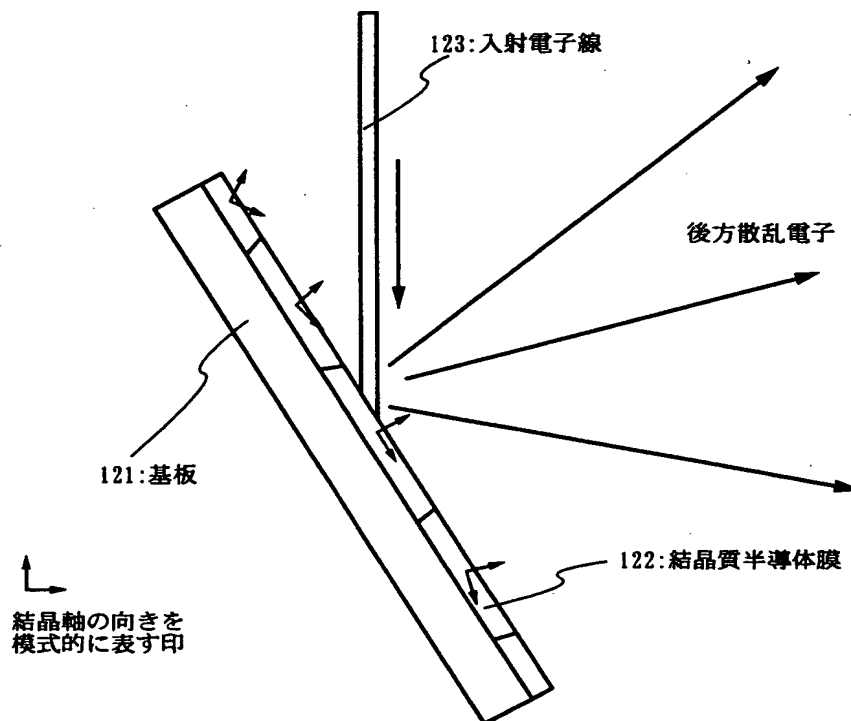 123:入射電子線
後方散乱電子
121:基板
122:結晶質半導体膜
結晶軸の向きを
模式的に表す印